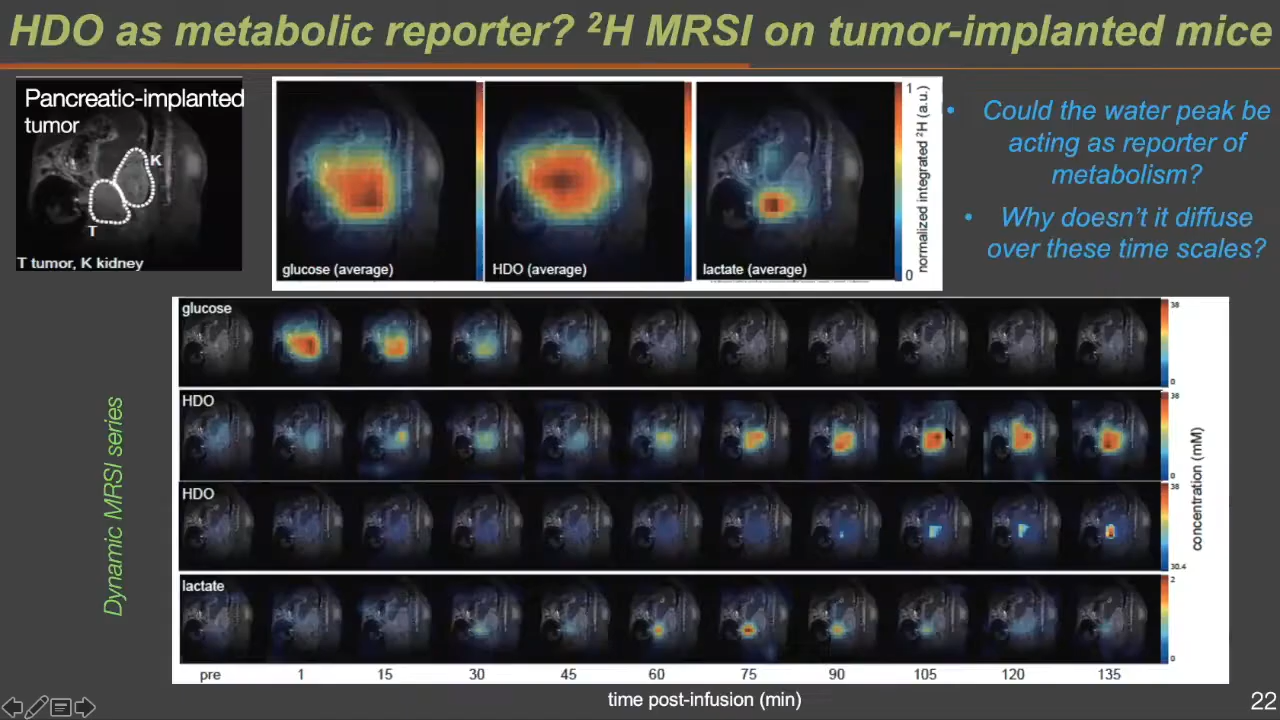 HDO as metabolic reporter? ²H MRSI on tumor-implanted mice
Pancreatic-implanted
tumor
K
T
T tumor, K kidney
glucose (average)
HDO (average)
lactate (average)
1
0
normalized integrated ²H (a.u.)
• Could the water peak be
acting as reporter of
metabolism?
• Why doesn't it diffuse
over these time scales?
Dynamic MRSI series
glucose
38
0
HDO
38
0
HDO
38
30.4
lactate
2
0
concentration (mM)
pre 1 15 30 45 60 75 90 105 120 135
time post-infusion (min)
22